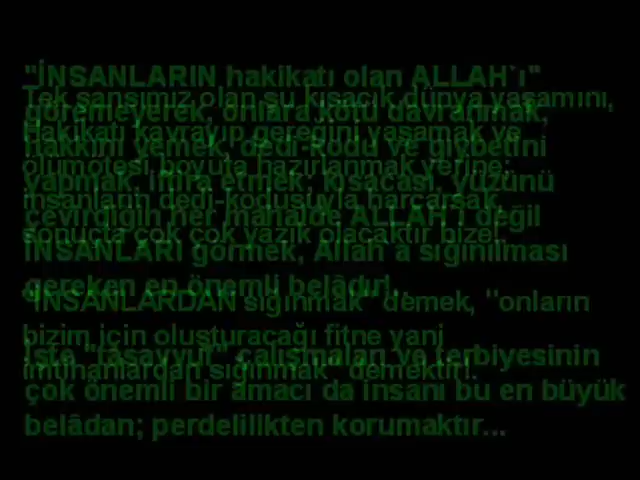 "İNSANLARIN hakikatı olan ALLAH`ı"
Tek şansımız olan şu kısacık dünya yaşamını,
göremeyerek, onlara kötü davranmak,
Hakikatı kavrayıp gereğini yaşamak ve
hakkını yemek, dedi-kodu ve gıybetini
ölümötesi boyuta hazırlanmak yerine;
yapmak, iftira etmek; kısacası, yüzünü
insanların dedi-kodusuyla harcarsak,
çevirdiğin her mahalde ALLAH'ı değil
sonuçta çok çok yazık olacaktır bize!..
İNSANLARI görmek, Allah`a sığınılması
gereken en önemli belâdır!..
"İNSANLARDAN sığınmak" demek, "onların
bizim için oluşturacağı fitne yani
İşte "tasavvuf" çalışmaları ve terbiyesinin
imtihanlardan sığınmak" demektir!.
çok önemli bir amacı da insanı bu en büyük
belâdan; perdelilikten korumaktır...